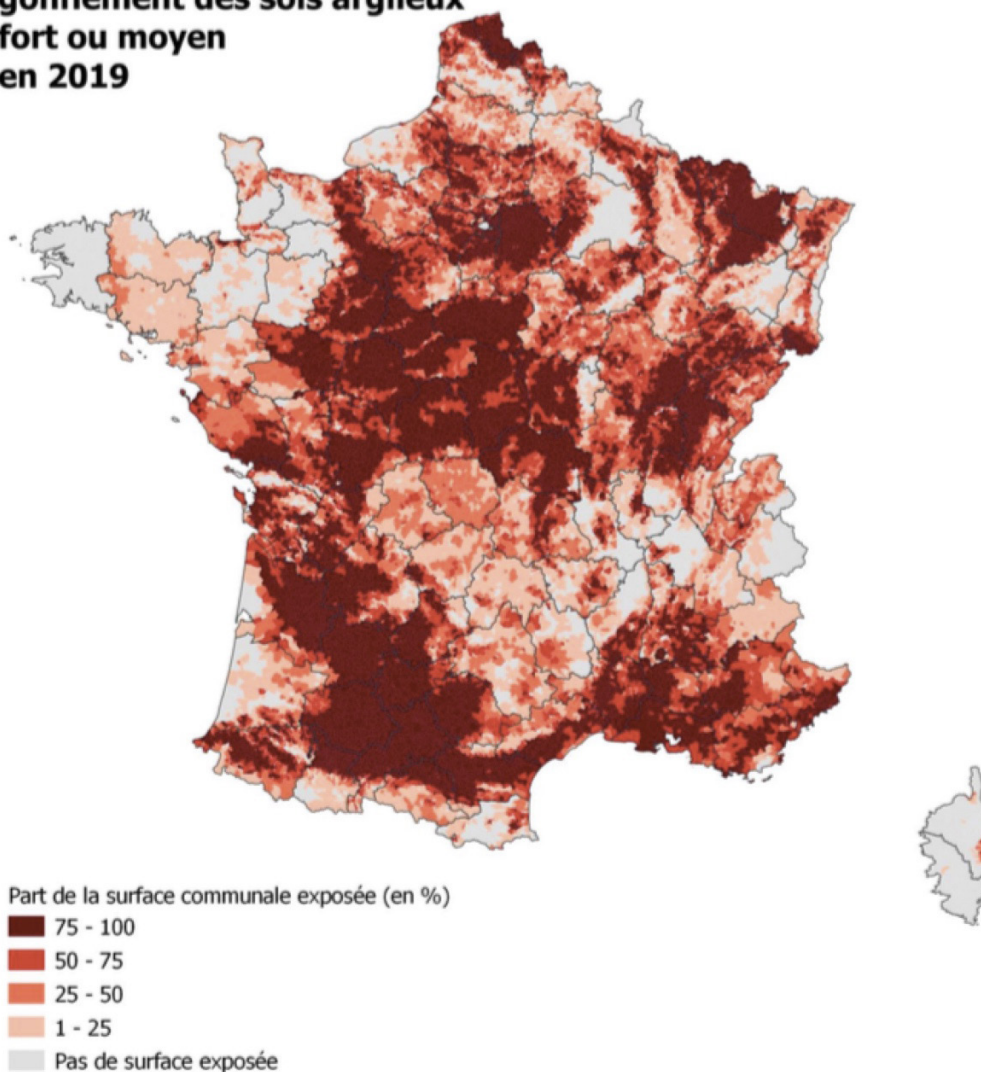 gonflement des sols argileux
fort ou moyen
en 2019
Part de la surface communale exposée (en %)
75 - 100
50 - 75
25 - 50
1 - 25
Pas de surface exposée